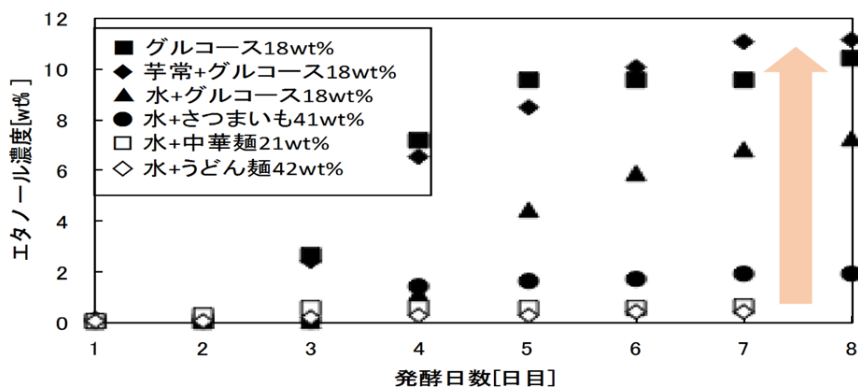 エタノール濃度[wt%]
12
10
8
6
4
2
0
グルコース18wt%
芋常+グルコース18wt%
水+グルコース18wt%
水+さつまいも41wt%
水+中華麺21wt%
水+うどん麺42wt%
1 2 3 4 5 6 7 8
発酵日数[日目]